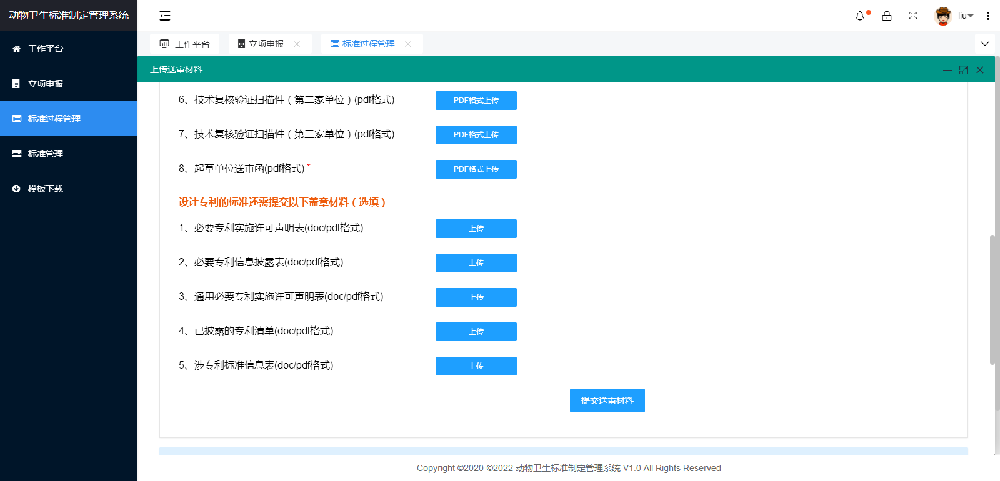 动物卫生标准制定管理系统
liu
工作平台
立项申报
标准过程管理
标准管理
模板下载
工作平台
立项申报
标准过程管理
上传送审材料
6、技术复核验证扫描件（第二家单位）(pdf格式)
PDF格式上传
7、技术复核验证扫描件（第三家单位）(pdf格式)
PDF格式上传
8、起草单位送审函(pdf格式)*
PDF格式上传
设计专利的标准还需提交以下盖章材料（选填）
1、必要专利实施许可声明表(doc/pdf格式)
上传
2、必要专利信息披露表(doc/pdf格式)
上传
3、通用必要专利实施许可声明表(doc/pdf格式)
上传
4、已披露的专利清单(doc/pdf格式)
上传
5、涉专利标准信息表(doc/pdf格式)
上传
提交送审材料
Copyright ©2020-©2022 动物卫生标准制定管理系统 V1.0 All Rights Reserved